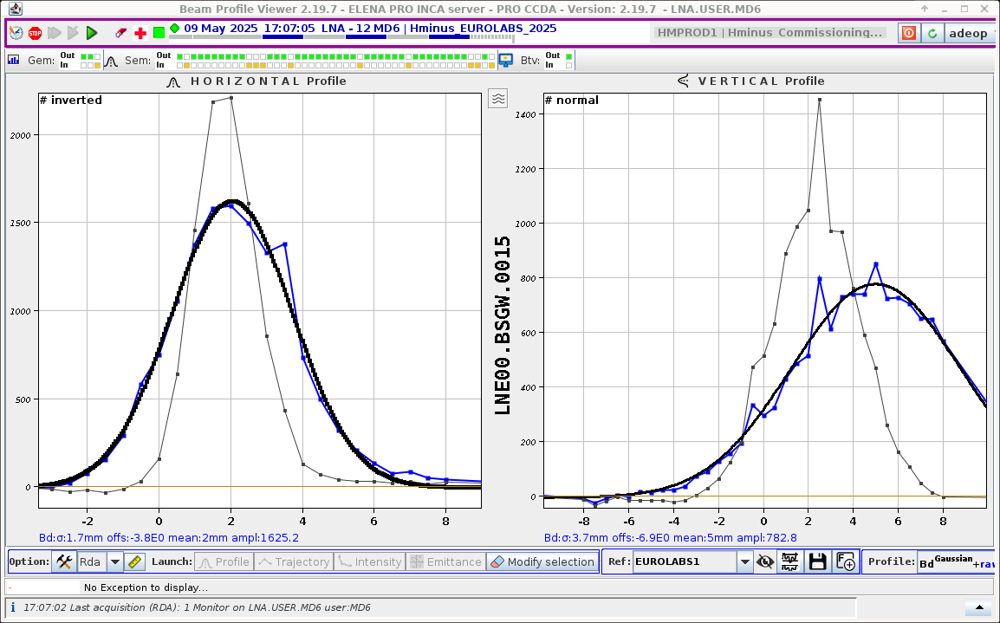 Beam Profile Viewer 2.19.7 - ELENA PRO INCA server - PRO CCDA - Version: 2.19.7 - LNA.USER.MD6
STOP
09 May 2025 17:07:05 LNA - 12 MD6 | Hminus_EUROLABS_2025
HMPROD1 | Hminus Commissioning...
adeop
Gem: Out In
Sem: Out In
Btv: Out In
HORIZONTAL Profile
VERTICAL Profile
# inverted
2000
1500
1000
500
0
-2 0 2 4 6 8
Bd:σ:1.7mm offs:-3.8E0 mean:2mm ampl:1625.2
LNE00.BSGW.0015
# normal
1400
1200
1000
800
600
400
200
0
-8 -6 -4 -2 0 2 4 6 8
Bd:σ:3.7mm offs:-6.9E0 mean:5mm ampl:782.8
Option: Rda Launch: Profile Trajectory Intensity Emittance Modify selection Ref: EUROLABS1 Profile: Bd Gaussian+raw
- No Exception to display...
17:07:02 Last acquisition (RDA): 1 Monitor on LNA.USER.MD6 user:MD6